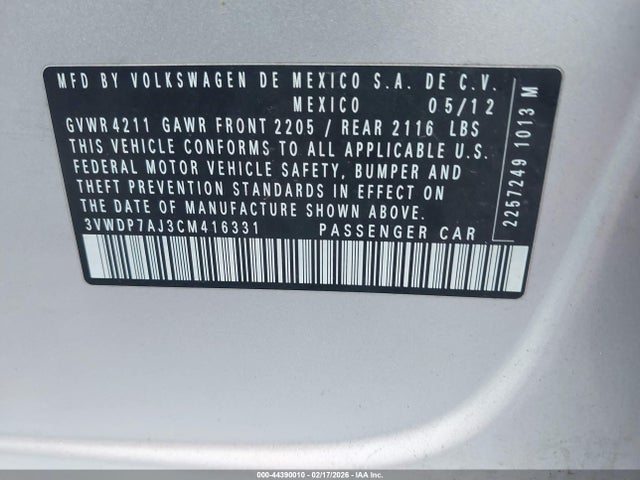 MFD BY VOLKSWAGEN DE MEXICO S.A. DE C.V.
MEXICO 05/12
GVWR 4211 GAWR FRONT 2205 / REAR 2116 LBS
THIS VEHICLE CONFORMS TO ALL APPLICABLE U.S.
FEDERAL MOTOR VEHICLE SAFETY, BUMPER AND
THEFT PREVENTION STANDARDS IN EFFECT ON
THE DATE OF MANUFACTURE SHOWN ABOVE.
3VWDP7AJ3CM416331 PASSENGER CAR
2257249 1013 M
000-44390010 - 02/17/2026 - IAA Inc.